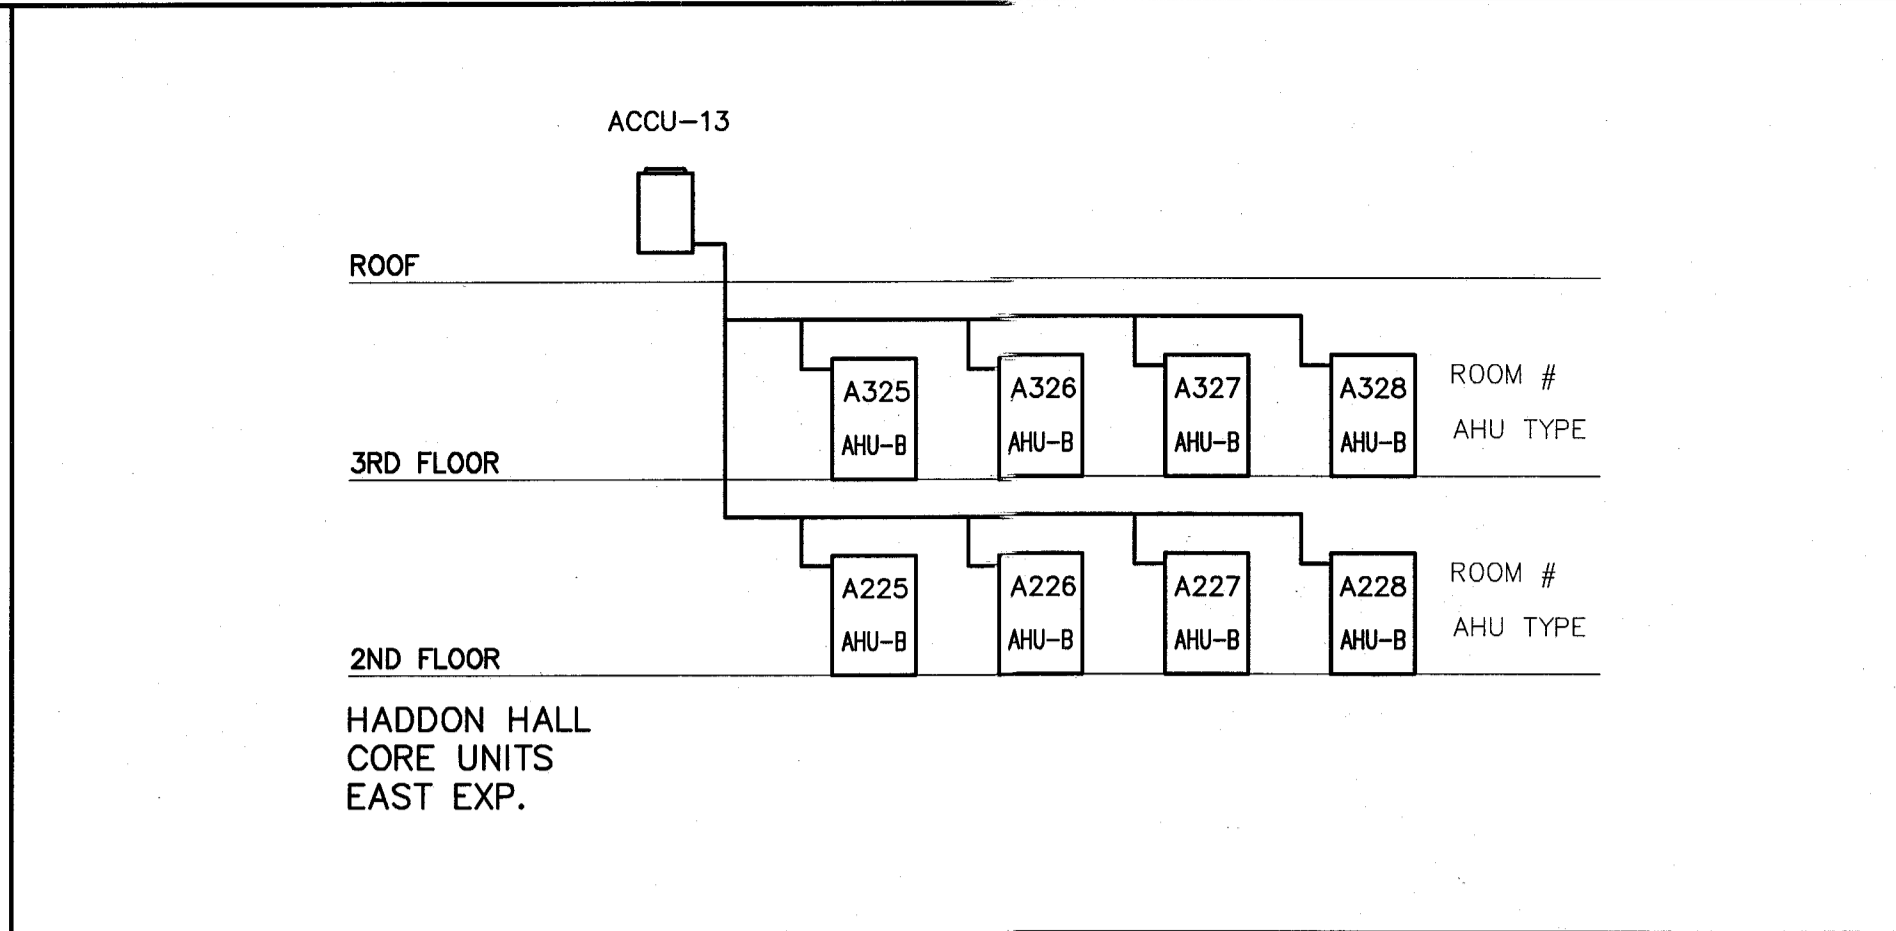 ACCU-13
ROOF
A325 A326 A327 A328 ROOM #
AHU-B AHU-B AHU-B AHU-B AHU TYPE
3RD FLOOR
A225 A226 A227 A228 ROOM #
AHU-B AHU-B AHU-B AHU-B AHU TYPE
2ND FLOOR
HADDON HALL
CORE UNITS
EAST EXP.